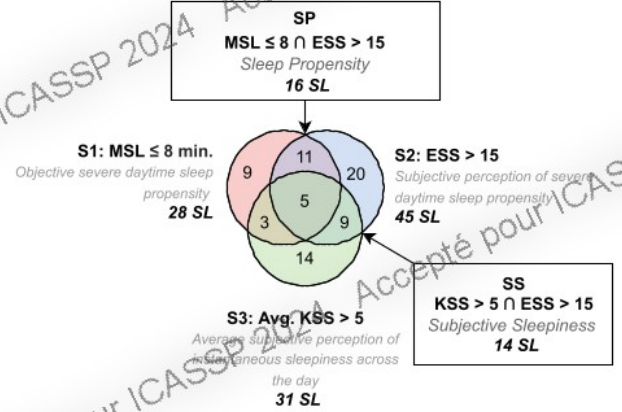 SP
MSL ≤ 8 ∩ ESS > 15
Sleep Propensity
16 SL
S1: MSL ≤ 8 min.
Objective severe daytime sleep
propensity
28 SL
9
11
20
5
3
9
14
S2: ESS > 15
Subjective perception of severe
daytime sleep propensity
45 SL
SS
KSS > 5 ∩ ESS > 15
Subjective Sleepiness
14 SL
S3: Avg. KSS > 5
Average subjective perception of
instantaneous sleepiness across
the day
31 SL
ICASSP 2024 Ac
Accepté pour ICAS
ur ICASSP 2024